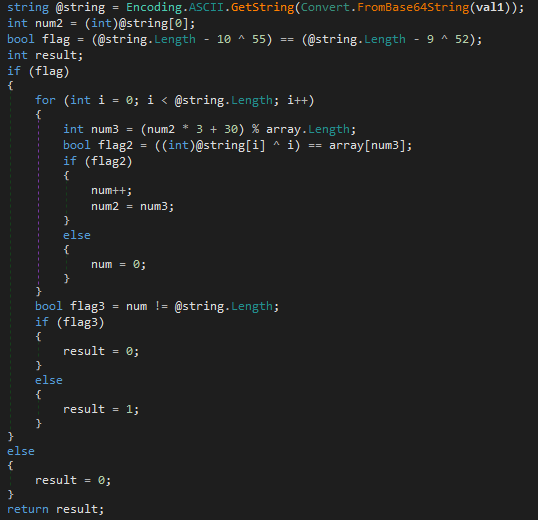 string @string = Encoding.ASCII.GetString(Convert.FromBase64String(val1));
int num2 = (int)@string[0];
bool flag = (@string.Length - 10 ^ 55) == (@string.Length - 9 ^ 52);
int result;
if (flag)
{
    for (int i = 0; i < @string.Length; i++)
    {
        int num3 = (num2 * 3 + 30) % array.Length;
        bool flag2 = ((int)@string[i] ^ i) == array[num3];
        if (flag2)
        {
            num++;
            num2 = num3;
        }
        else
        {
            num = 0;
        }
    }
    bool flag3 = num != @string.Length;
    if (flag3)
    {
        result = 0;
    }
    else
    {
        result = 1;
    }
}
else
{
    result = 0;
}
return result;